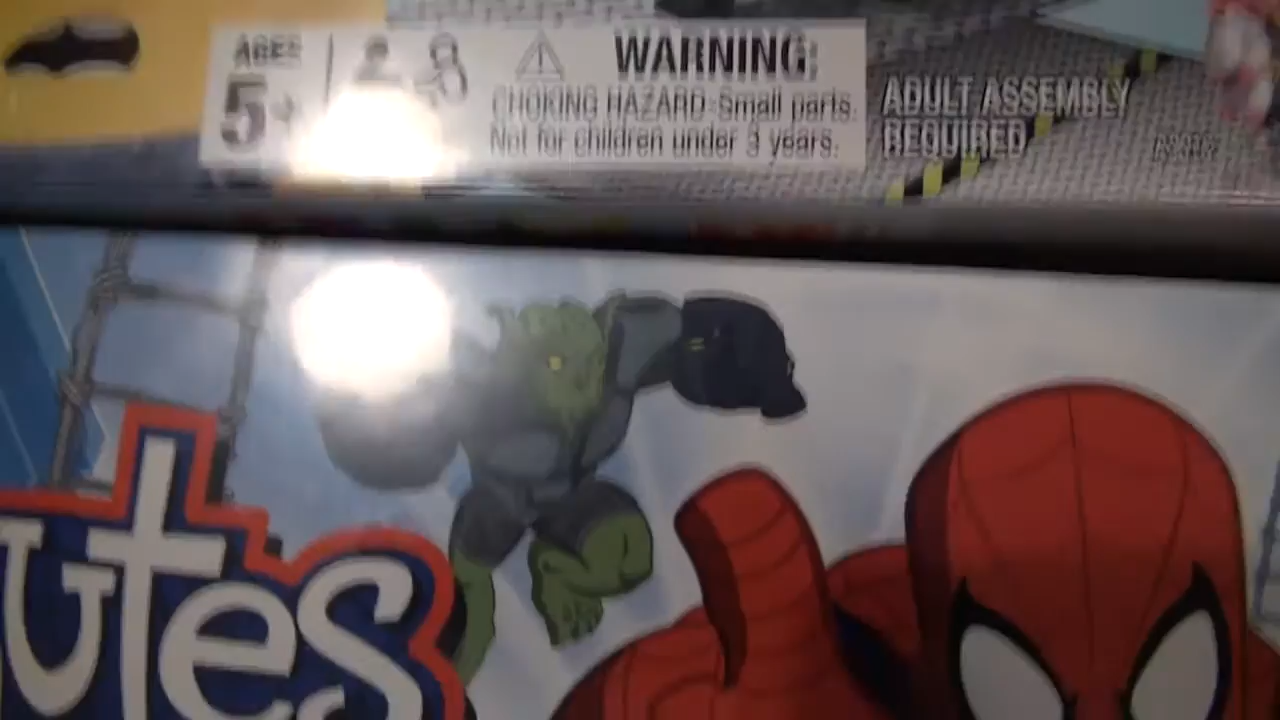 AGES
5+
WARNING:
CHOKING HAZARD-Small parts.
Not for children under 3 years.
ADULT ASSEMBLY
REQUIRED
utes